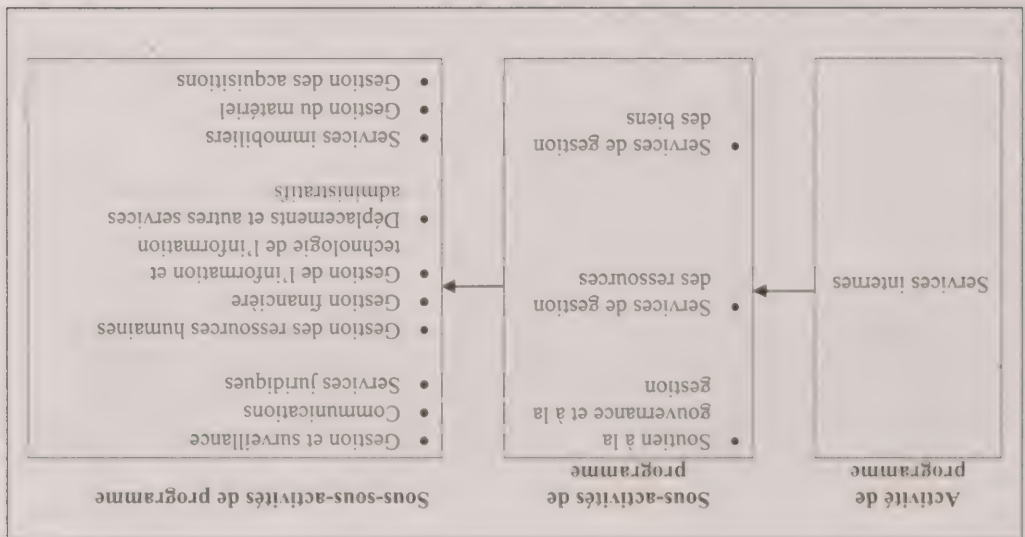 Activité de
programme
Services internes
Sous-activités de
programme
• Soutien à la
gouvernance et à la
gestion
• Services de gestion
des ressources
• Services de gestion
des biens
Sous-sous-activités de programme
• Gestion et surveillance
• Communications
• Services juridiques
• Gestion des ressources humaines
• Gestion financière
• Gestion de l'information et
technologie de l'information
• Déplacements et autres services
administratifs
• Services immobiliers
• Gestion du matériel
• Gestion des acquisitions